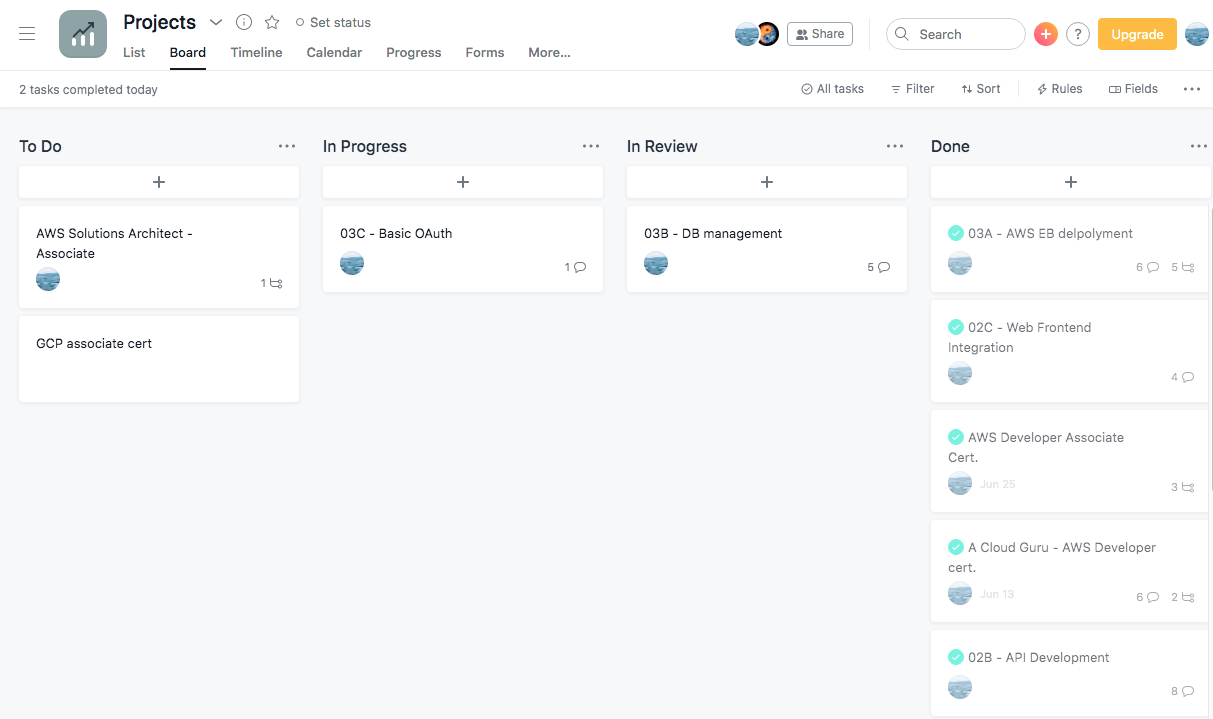 Projects
Set status
List Board Timeline Calendar Progress Forms More...
Share
Search
?
Upgrade
2 tasks completed today
All tasks Filter Sort Rules Fields
To Do
AWS Solutions Architect -
Associate
1
GCP associate cert
In Progress
03C - Basic OAuth
1
In Review
03B - DB management
5
Done
03A - AWS EB delpolyment
6 5
02C - Web Frontend
Integration
4
AWS Developer Associate
Cert.
Jun 25
3
A Cloud Guru - AWS Developer
cert.
Jun 13
6 2
02B - API Development
8